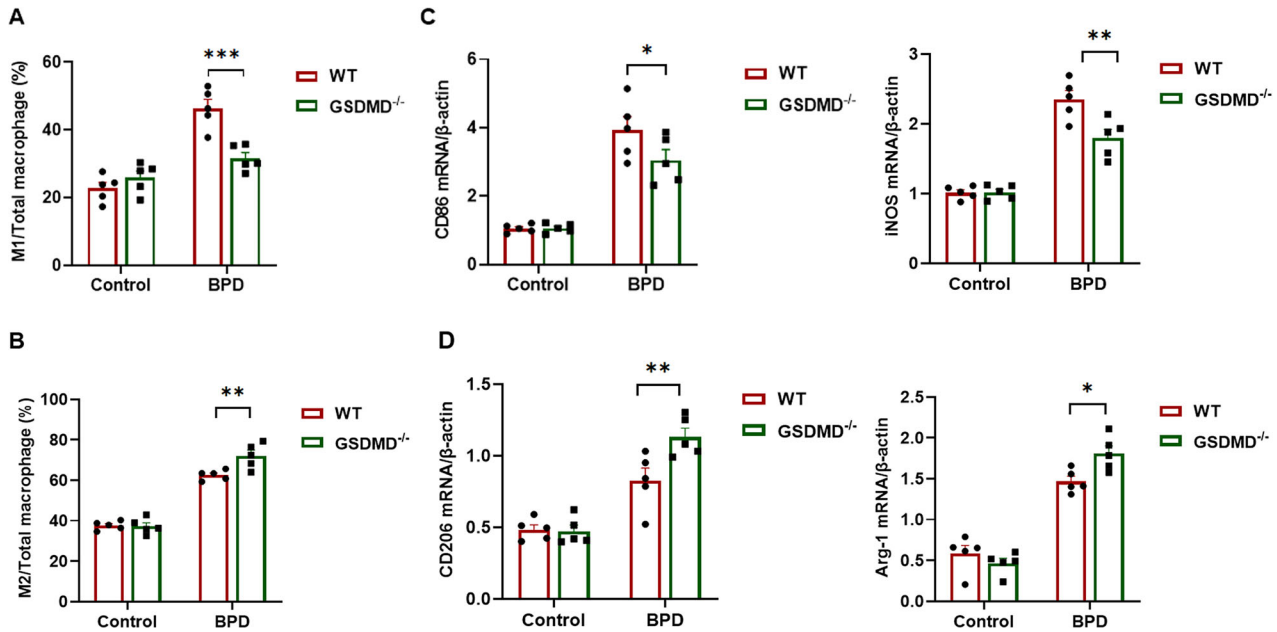 A
M1/Total macrophage (%)
60
40
20
0
***
WT
GSDMD-/-
Control
BPD
C
CD86 mRNA/β-actin
6
4
2
0
*
WT
GSDMD-/-
Control
BPD
iNOS mRNA/β-actin
3
2
1
0
**
WT
GSDMD-/-
Control
BPD
B
M2/Total macrophage (%)
100
80
60
40
20
0
**
WT
GSDMD-/-
Control
BPD
D
CD206 mRNA/β-actin
1.5
1.0
0.5
0.0
**
WT
GSDMD-/-
Control
BPD
Arg-1 mRNA/β-actin
2.5
2.0
1.5
1.0
0.5
0.0
*
WT
GSDMD-/-
Control
BPD